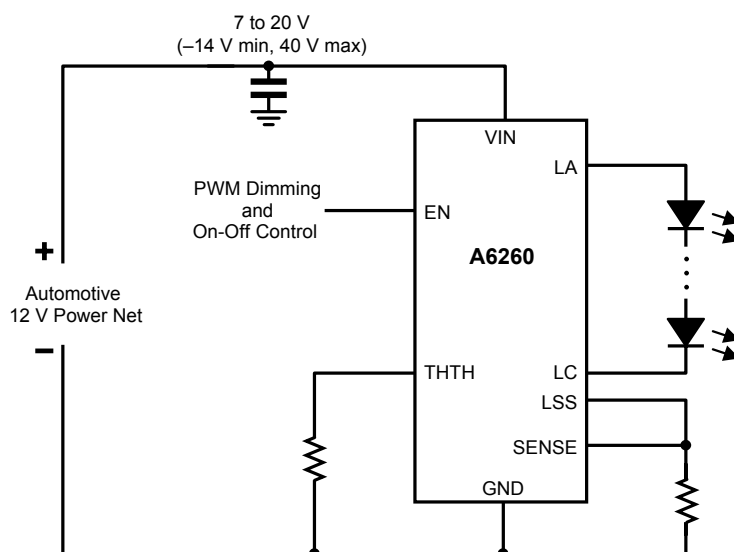 7 to 20 V
(–14 V min, 40 V max)
VIN
LA
PWM Dimming
and
On-Off Control
EN
A6260
+
Automotive
12 V Power Net
–
THTH
LC
LSS
SENSE
GND